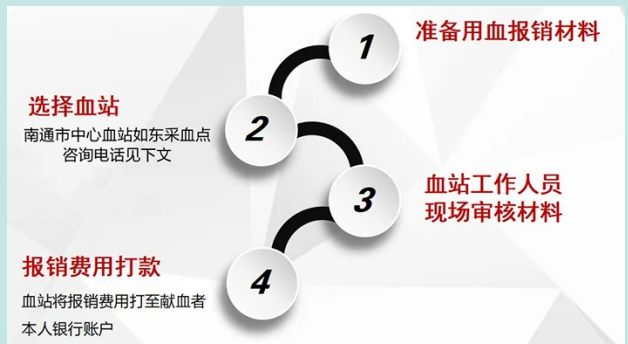 1
准备用血报销材料
选择血站
2
南通市中心血站如东采血点
咨询电话见下文
3
血站工作人员
现场审核材料
报销费用打款
4
血站将报销费用打至献血者
本人银行账户